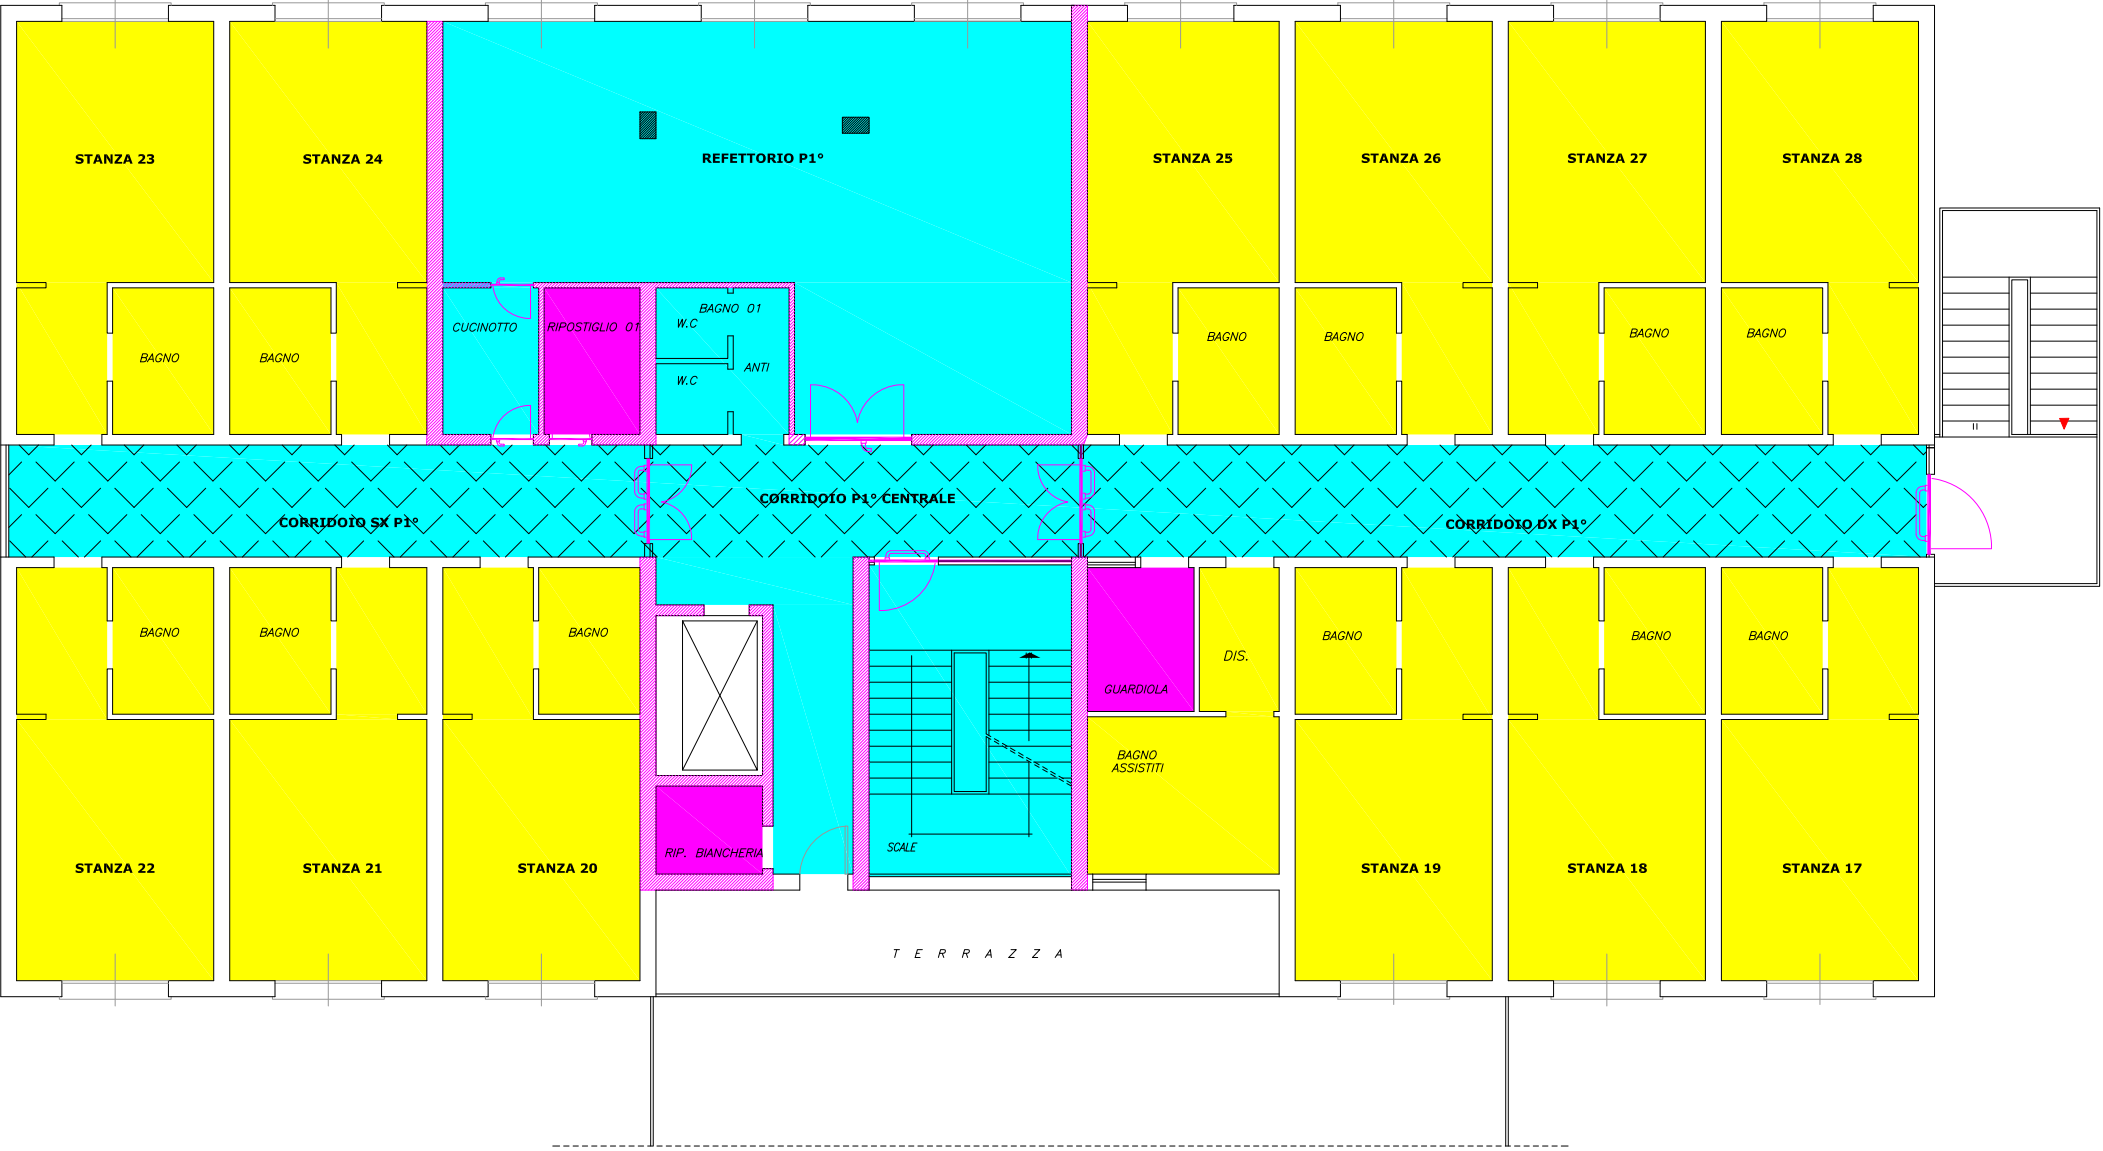 STANZA 23
STANZA 24
REFETTORIO P1°
STANZA 25
STANZA 26
STANZA 27
STANZA 28
BAGNO 01
W.C
CUCINOTTO
RIPOSTIGLIO 01
BAGNO
BAGNO
BAGNO
BAGNO
BAGNO
BAGNO
ANTI
W.C
CORRIDOIO P1° CENTRALE
CORRIDOIO SX P1°
CORRIDOIO DX P1°
BAGNO
BAGNO
BAGNO
BAGNO
BAGNO
BAGNO
DIS.
GUARDIOLA
BAGNO
ASSISTITI
SCALE
RIP. BIANCHERIA
STANZA 22
STANZA 21
STANZA 20
STANZA 19
STANZA 18
STANZA 17
TERRAZZA